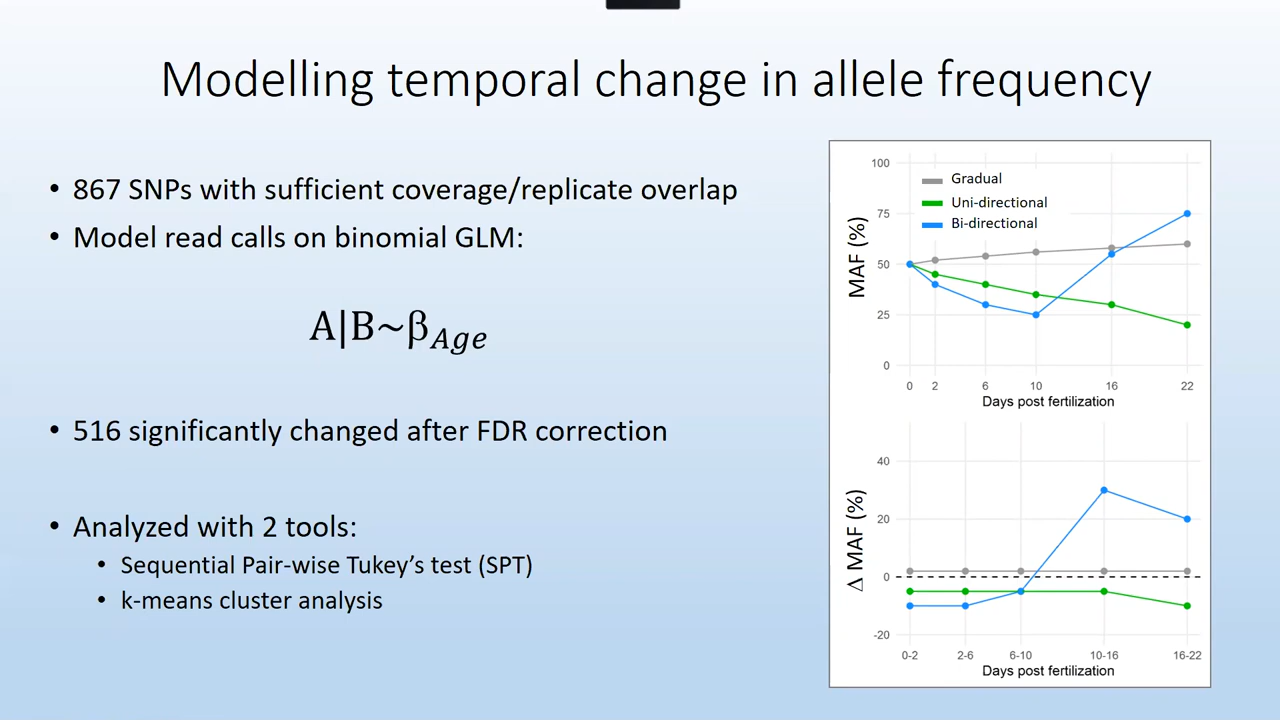 Modelling temporal change in allele frequency
• 867 SNPs with sufficient coverage/replicate overlap
• Model read calls on binomial GLM:
A|B~β_Age
• 516 significantly changed after FDR correction
• Analyzed with 2 tools:
• Sequential Pair-wise Tukey’s test (SPT)
• k-means cluster analysis
MAF (%)
100
75
50
25
0
Gradual
Uni-directional
Bi-directional
0 2 6 10 16 22
Days post fertilization
Δ MAF (%)
40
20
0
-20
0-2 2-6 6-10 10-16 16-22
Days post fertilization